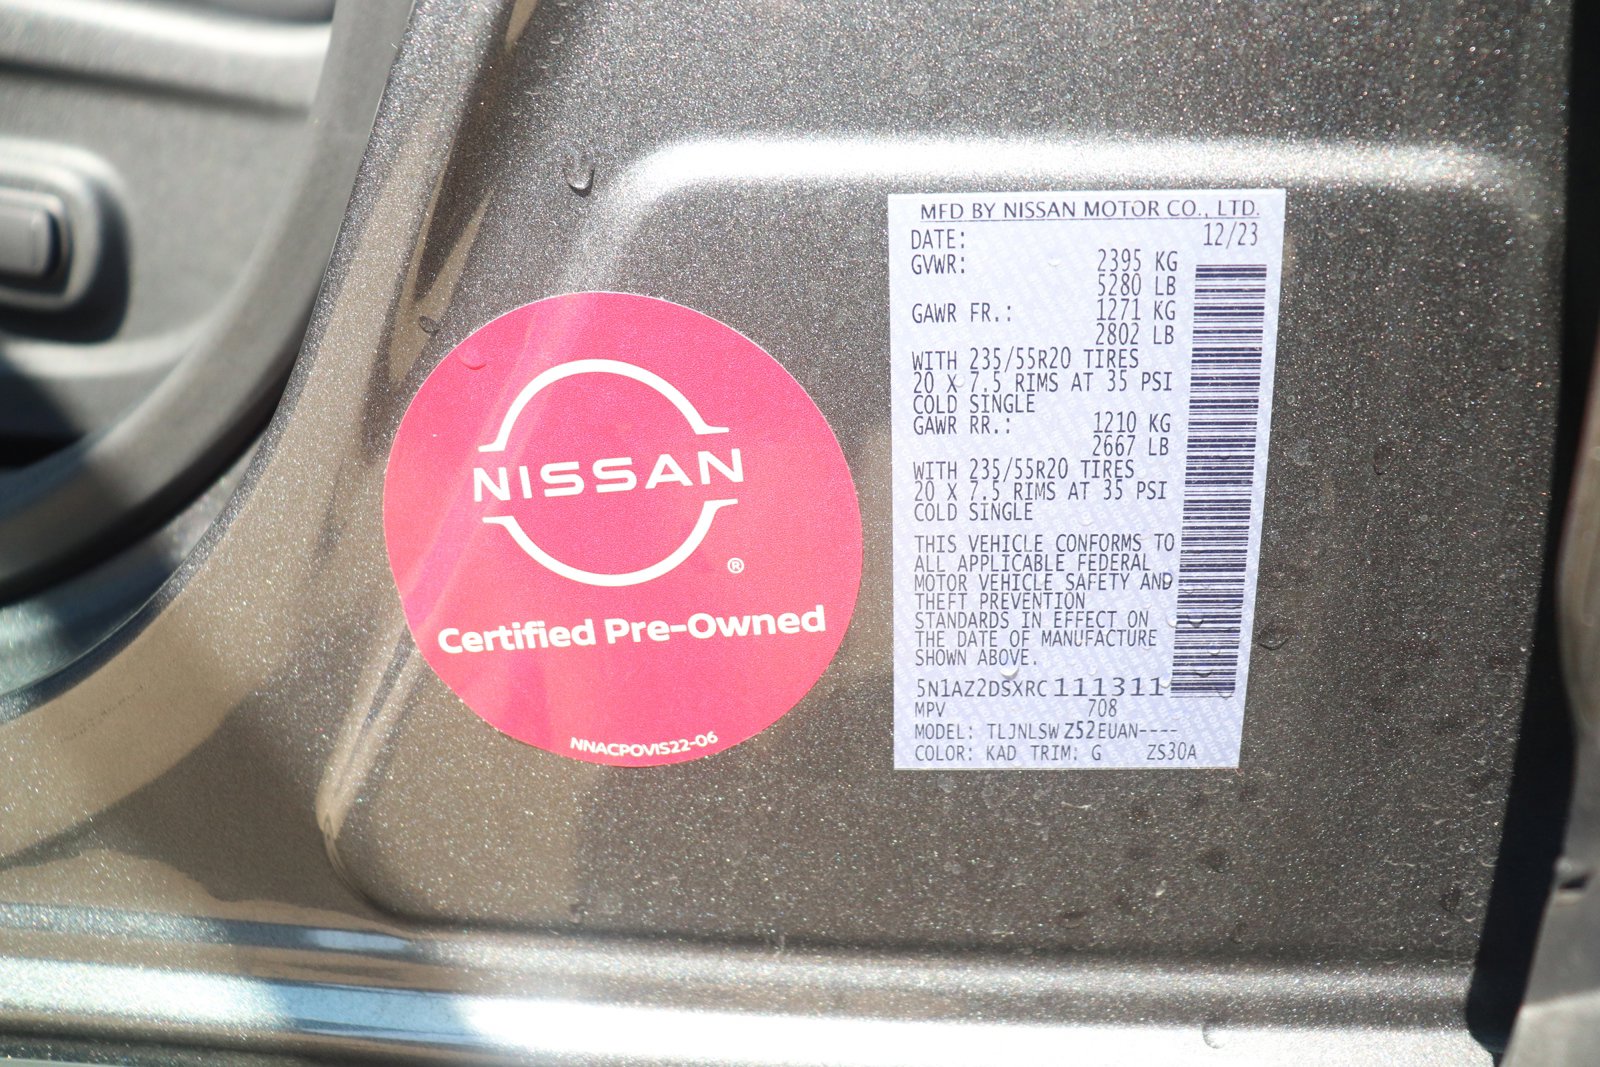 NISSAN
®
Certified Pre-Owned
NNACPOVIS22-06
MFD BY NISSAN MOTOR CO., LTD.
DATE: 12/23
GVWR: 2395 KG
5280 LB
GAWR FR.: 1271 KG
2802 LB
WITH 235/55R20 TIRES
20 X 7.5 RIMS AT 35 PSI
COLD SINGLE
GAWR RR.: 1210 KG
2667 LB
WITH 235/55R20 TIRES
20 X 7.5 RIMS AT 35 PSI
COLD SINGLE
THIS VEHICLE CONFORMS TO
ALL APPLICABLE FEDERAL
MOTOR VEHICLE SAFETY AND
THEFT PREVENTION
STANDARDS IN EFFECT ON
THE DATE OF MANUFACTURE
SHOWN ABOVE.
5N1AZ2DSXRC111311
MPV 708
MODEL: TLJNLSWZ52EUAN----
COLOR: KAD TRIM: G ZS30A